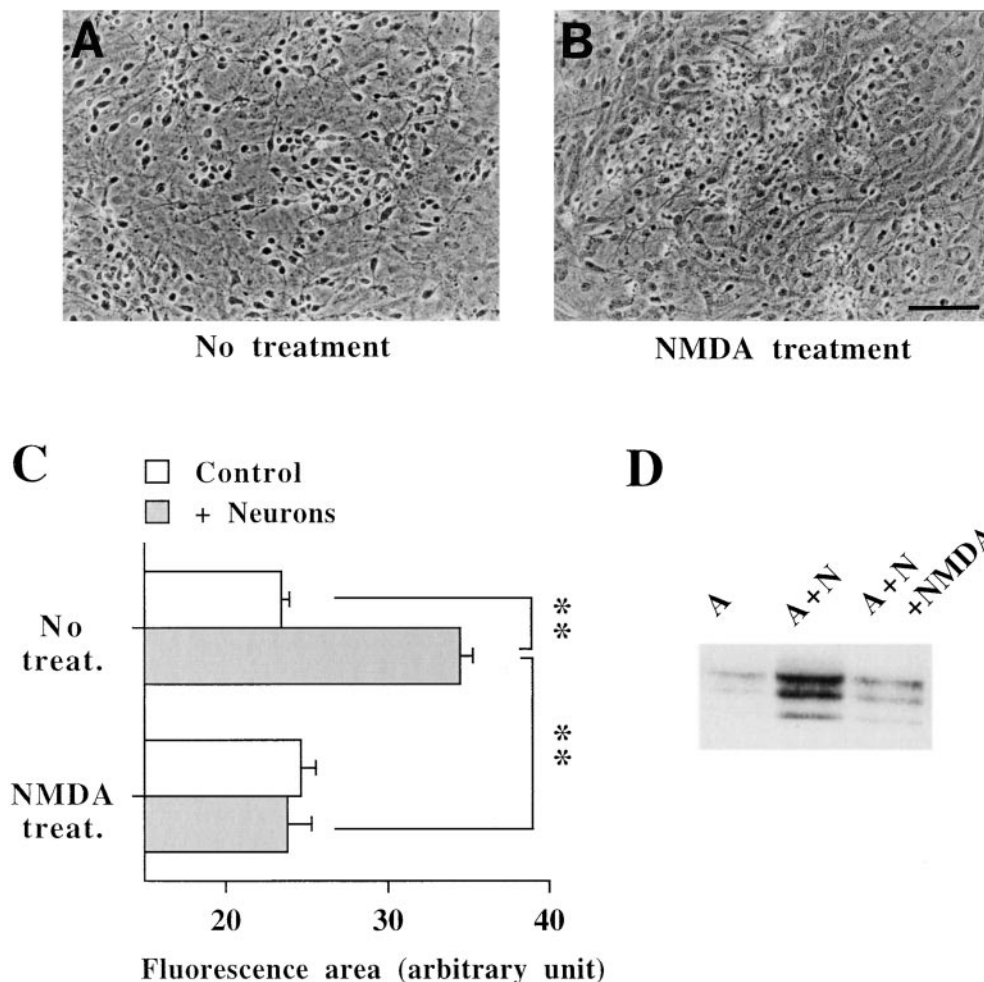 A
B
No treatment
NMDA treatment
C
Control
+ Neurons
No
treat.
NMDA
treat.
* *
* *
20 30 40
Fluorescence area (arbitrary unit)
D
A
A+N
A+N
+NMDA